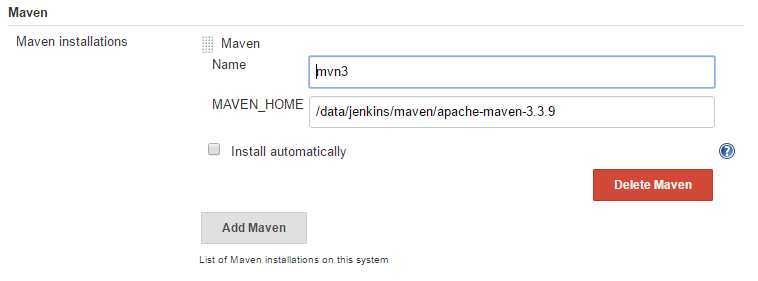 Maven
Maven installations
Maven
Name
mvn3
MAVEN_HOME
/data/jenkins/maven/apache-maven-3.3.9
Install automatically
?
Delete Maven
Add Maven
List of Maven installations on this system